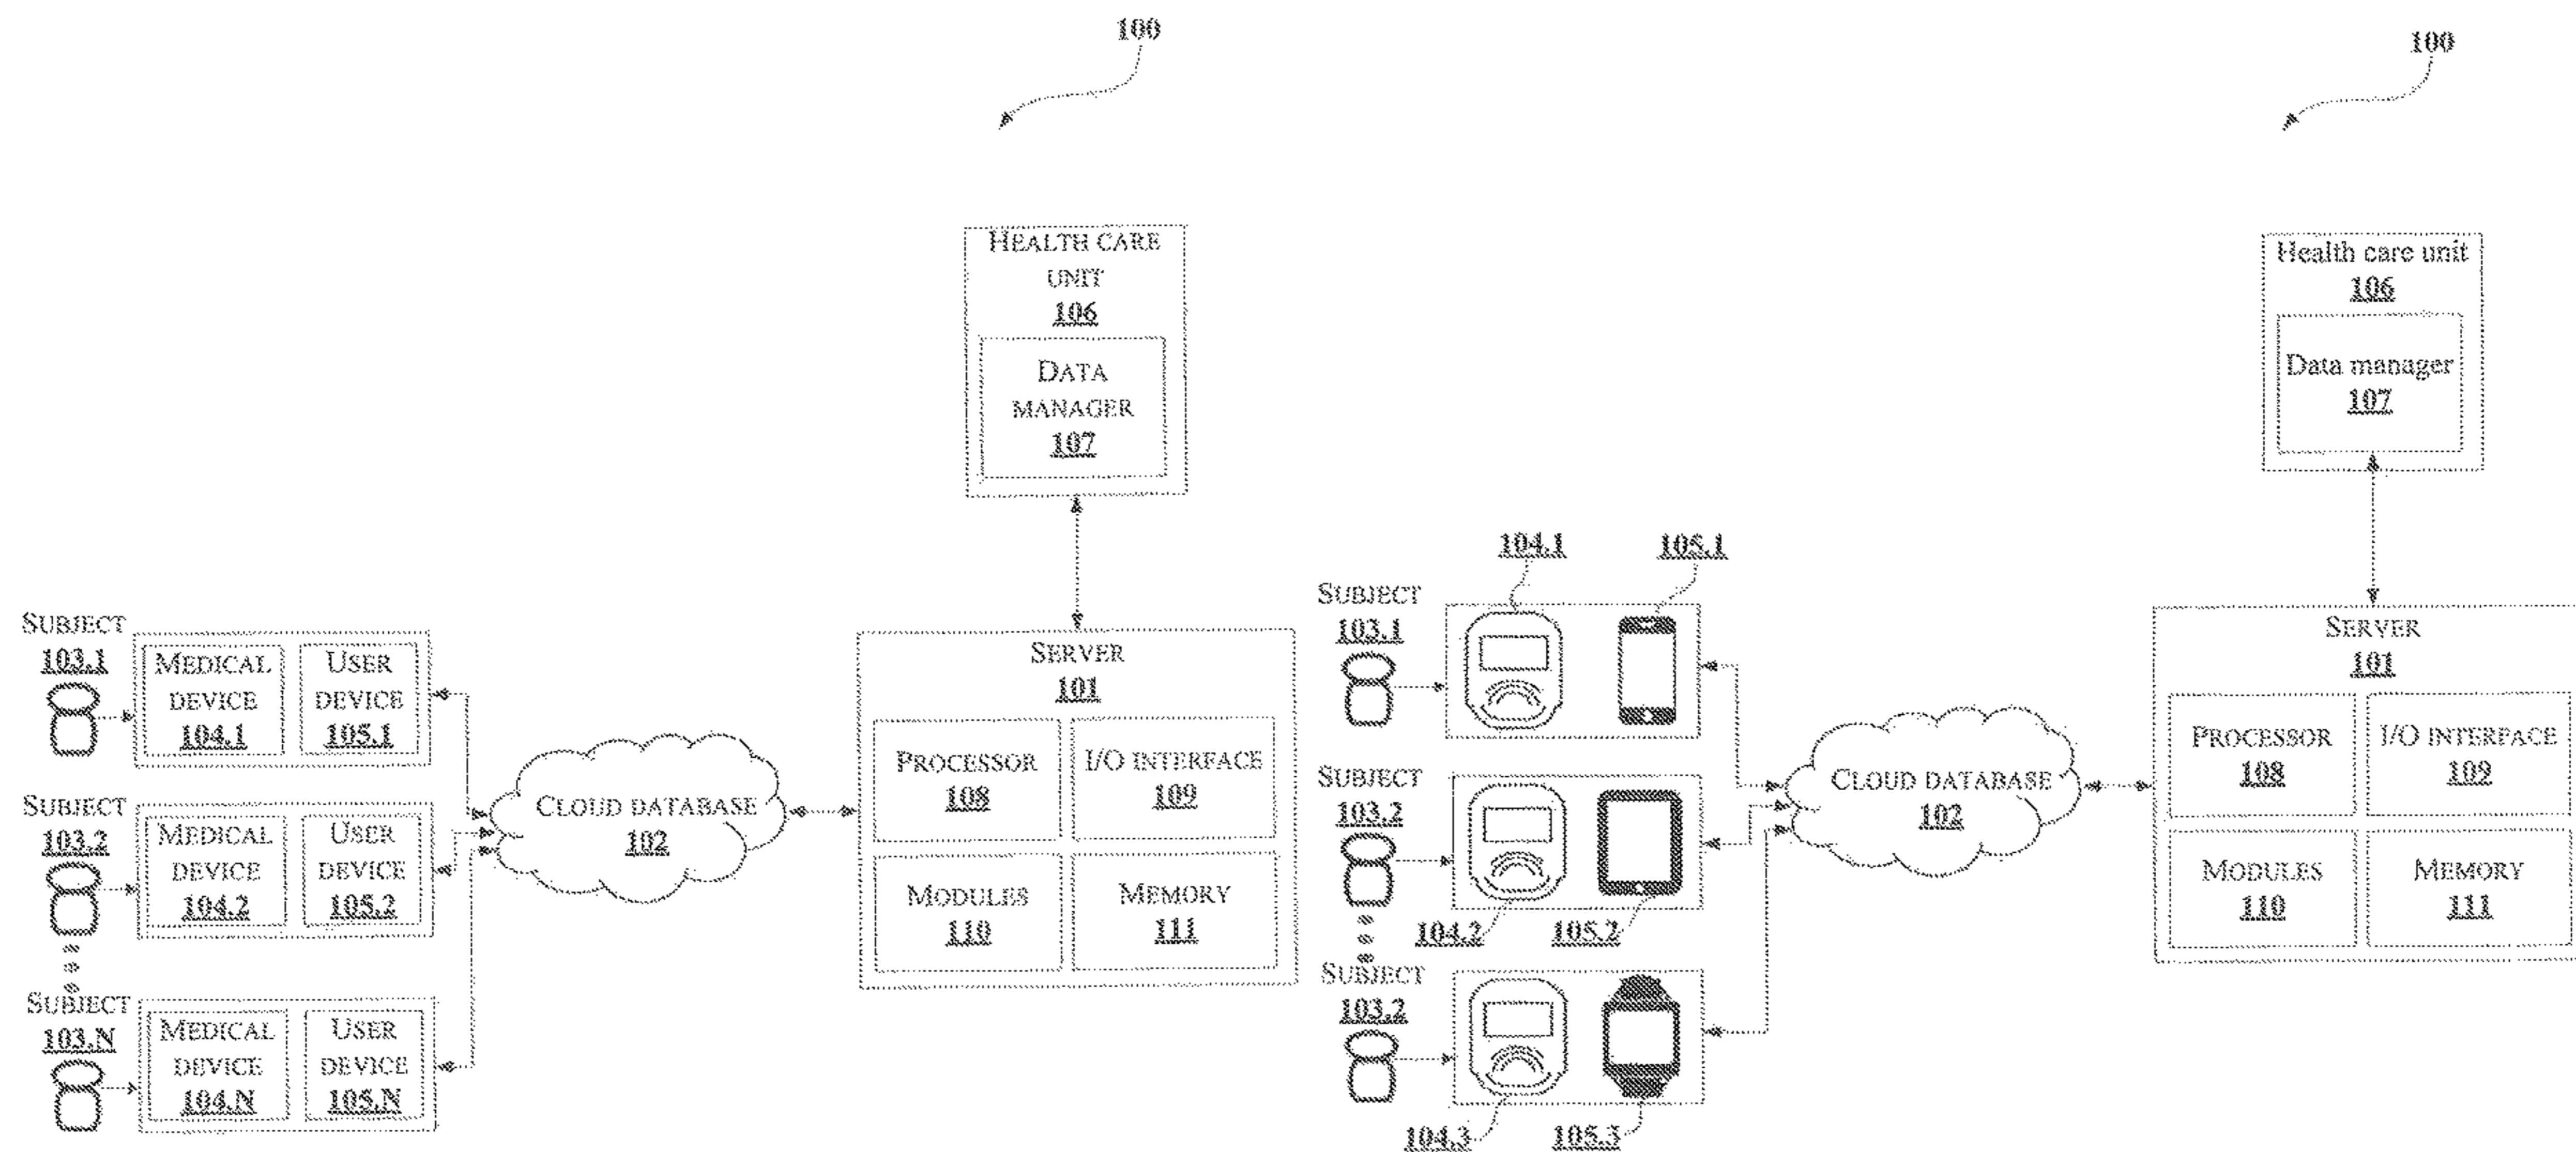 100
HEALTH CARE
UNIT
106
DATA
MANAGER
107
SUBJECT
103.1
MEDICAL
DEVICE
104.1
USER
DEVICE
105.1
SUBJECT
103.2
MEDICAL
DEVICE
104.2
USER
DEVICE
105.2
SUBJECT
103.N
MEDICAL
DEVICE
104.N
USER
DEVICE
105.N
CLOUD DATABASE
102
SERVER
101
PROCESSOR
108
I/O INTERFACE
109
MODULES
110
MEMORY
111
100
Health care unit
106
Data manager
107
104.1
105.1
SUBJECT
103.1
SUBJECT
103.2
104.2
105.2
SUBJECT
103.2
104.3
105.3
CLOUD DATABASE
102
SERVER
101
PROCESSOR
108
I/O INTERFACE
109
MODULES
110
MEMORY
111